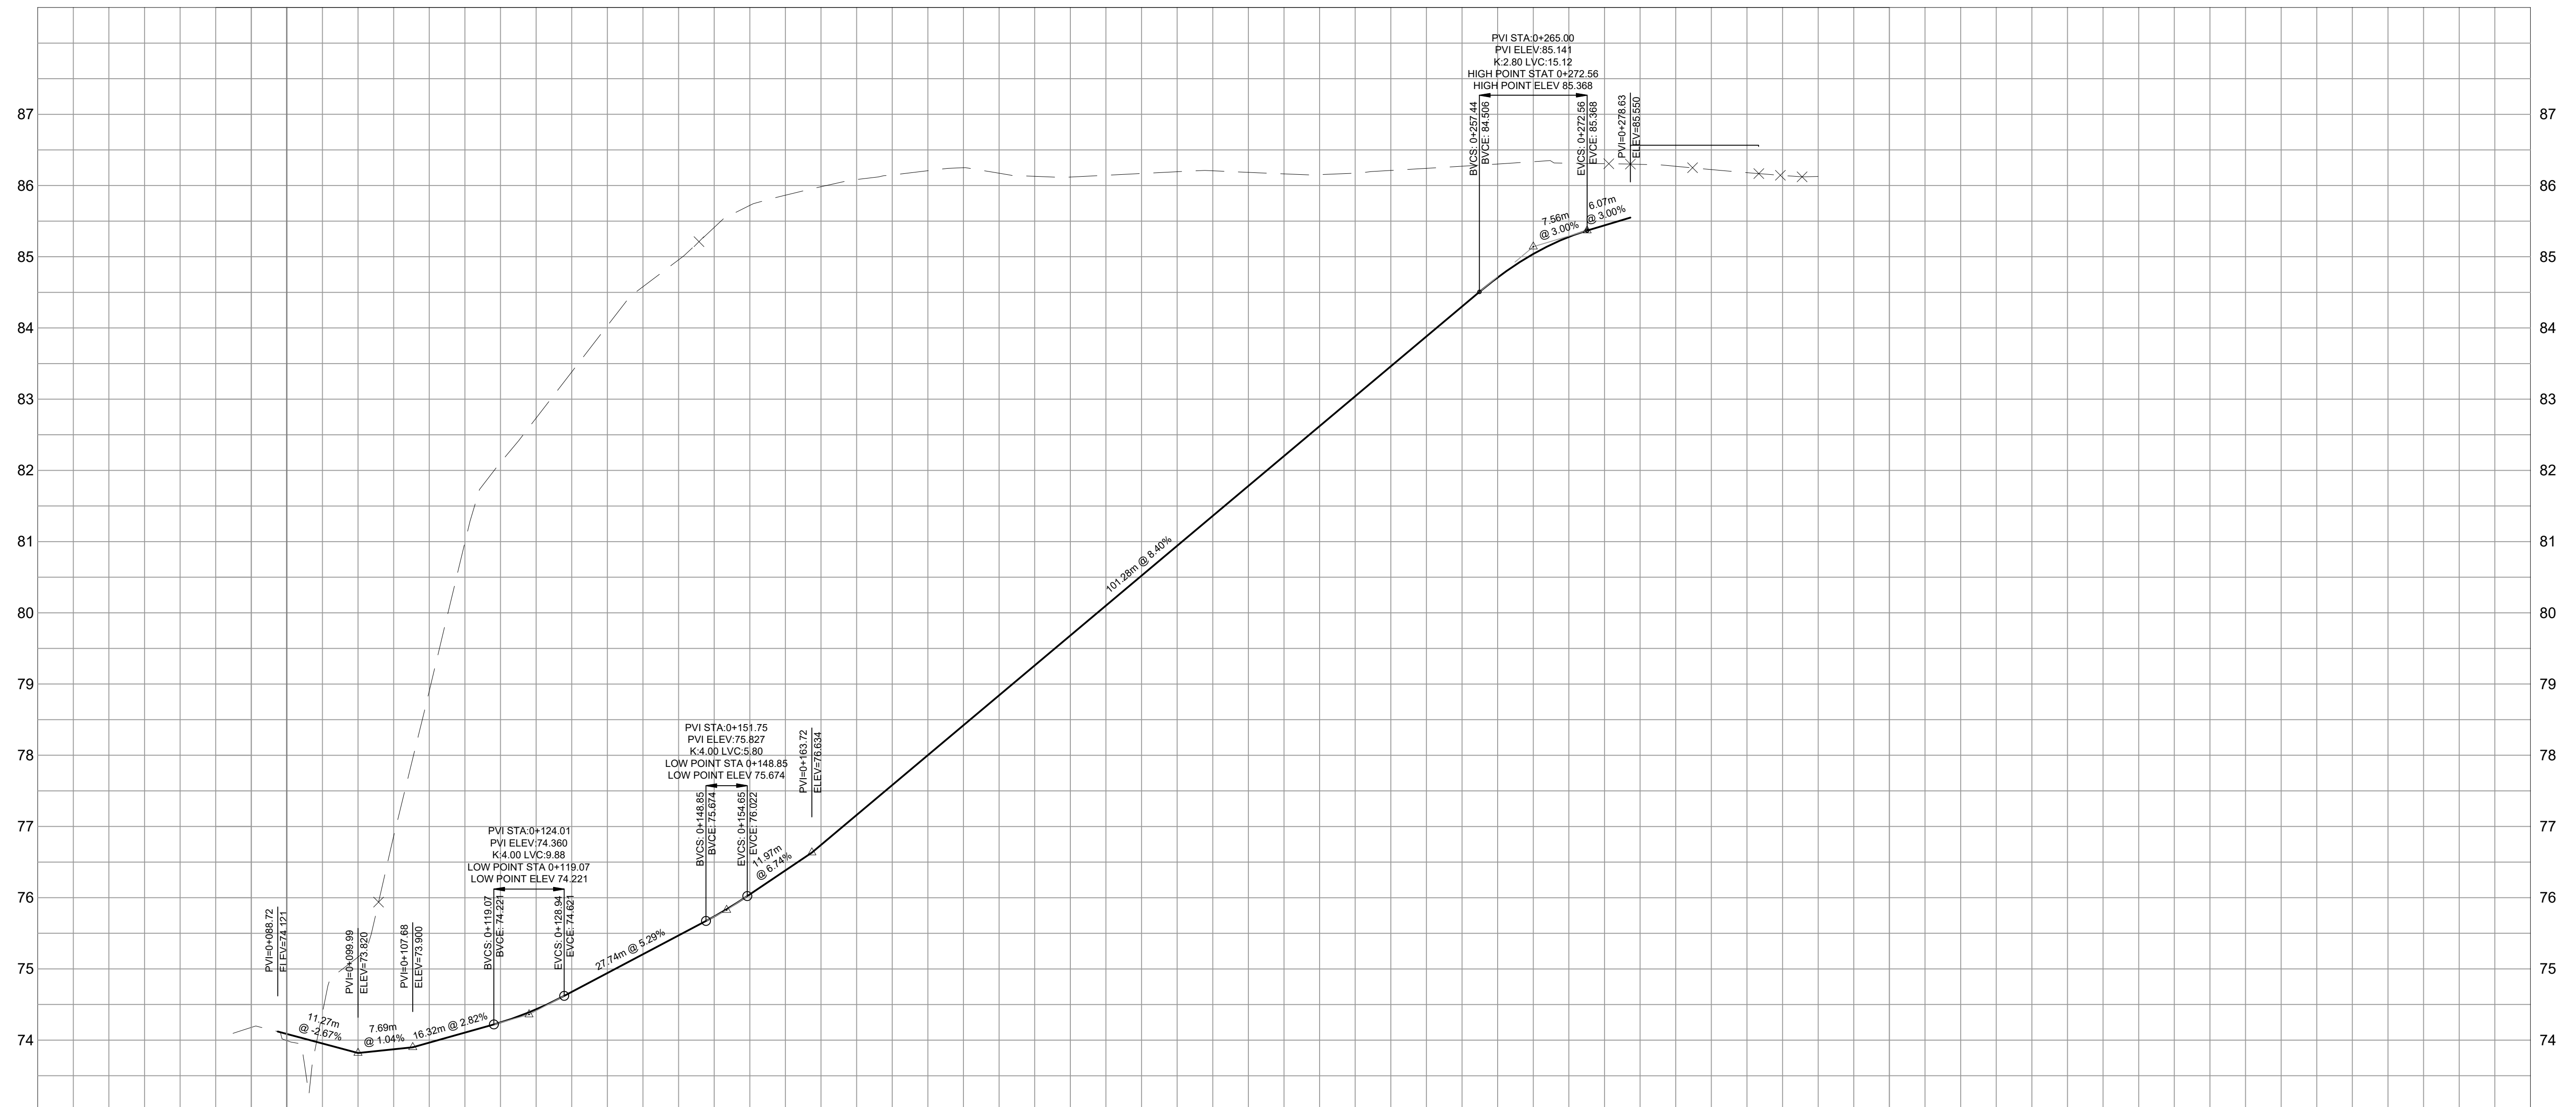 PVI STA:0+265.00
PVI ELEV:85.141
K:2.80 LVC:15.12
HIGH POINT STAT 0+272.56
HIGH POINT ELEV 85.368
BVCS: 0+257.44
BVCE: 84.506
EVCS: 0+272.56
EVCE: 85.368
PVI=0+278.63
ELEV=85.550
87
87
86
86
7.56m
@ 3.00%
6.07m
@ 3.00%
85
85
84
84
83
83
82
82
81
81
101.28m @ 8.40%
80
80
79
79
PVI STA:0+151.75
PVI ELEV:75.827
K:4.00 LVC:5.80
LOW POINT STA 0+148.85
LOW POINT ELEV 75.674
BVCS: 0+148.85
BVCE: 75.674
EVCS: 0+154.65
EVCE: 76.022
PVI=0+163.72
ELEV=76.634
78
78
77
77
11.97m
@ 6.74%
PVI STA:0+124.01
PVI ELEV:74.360
K:4.00 LVC:9.88
LOW POINT STA 0+119.07
LOW POINT ELEV 74.221
BVCS: 0+119.07
BVCE: 74.221
EVCS: 0+128.94
EVCE: 74.621
76
76
PVI=0+088.72
ELEV=74.121
PVI=0+099.99
ELEV=73.820
PVI=0+107.68
ELEV=73.900
27.74m @ 5.29%
75
75
11.27m
@ -2.67%
7.69m
@ 1.04%
16.32m @ 2.82%
74
74